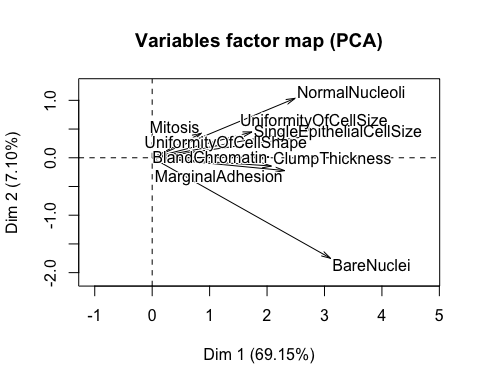 Variables factor map (PCA)
NormalNucleoli
UniformityOfCellSize
Mitosis
SingleEpithelialCellSize
UniformityOfCellShape
BlandChromatin
ClumpThickness
MarginalAdhesion
BareNuclei
Dim 2 (7.10%)
1.0
0.0
-1.0
-2.0
-1 0 1 2 3 4 5
Dim 1 (69.15%)